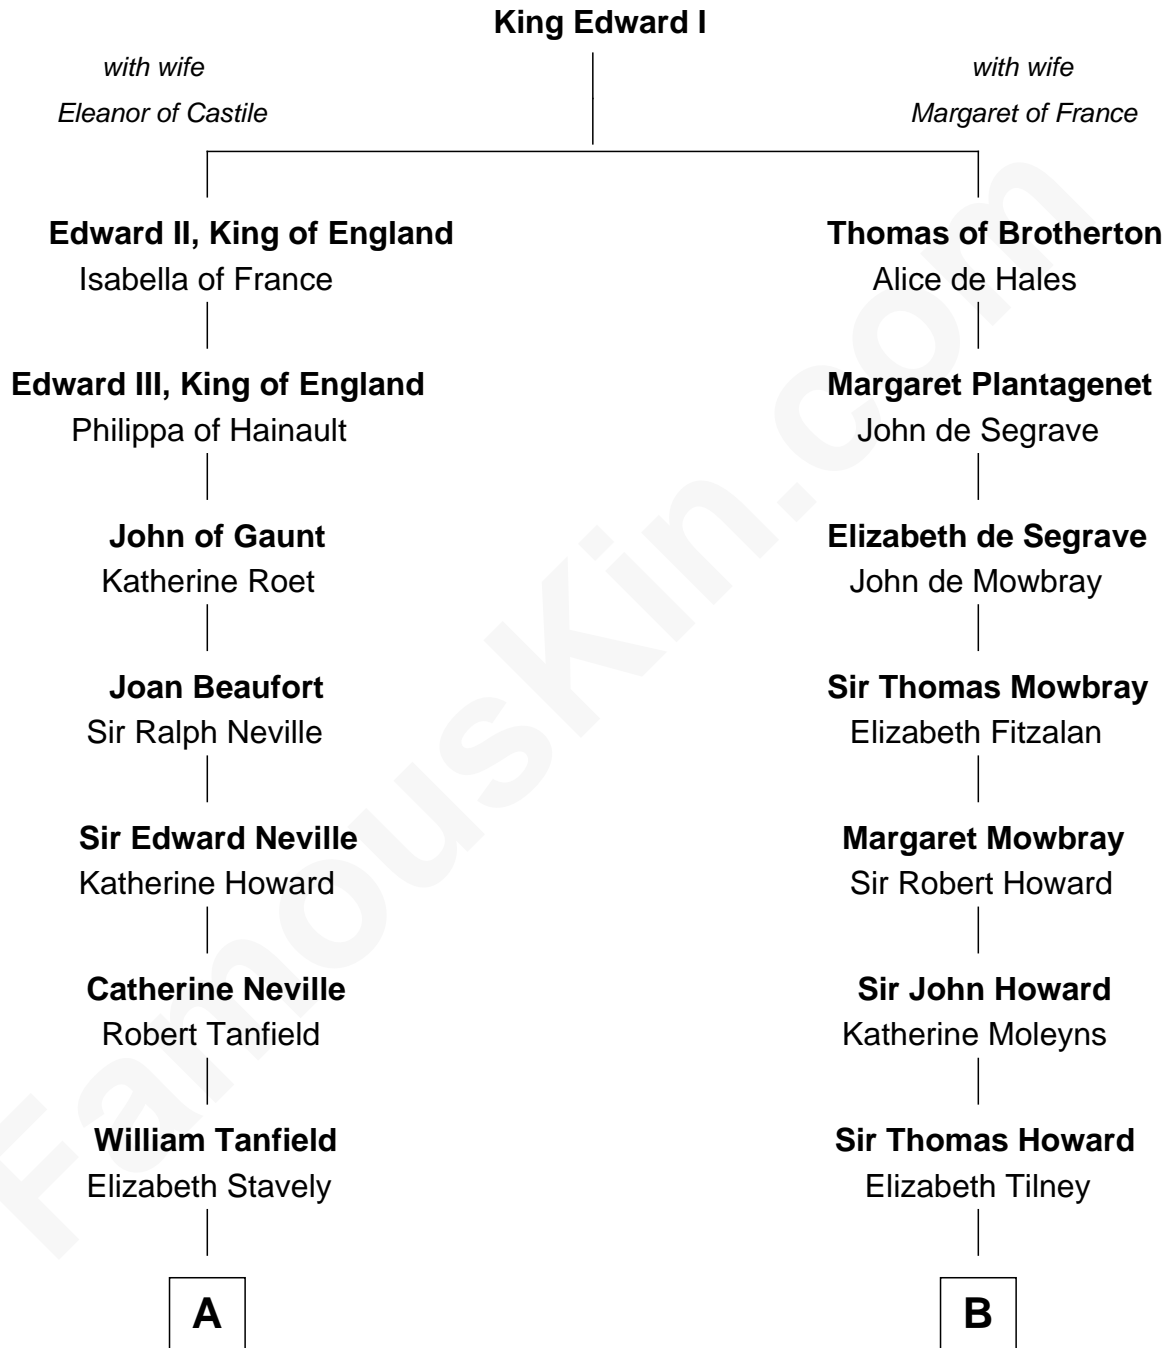 King Edward I
with wife
Eleanor of Castile
with wife
Margaret of France
Edward II, King of England
Isabella of France
Thomas of Brotherton
Alice de Hales
Edward III, King of England
Philippa of Hainault
Margaret Plantagenet
John de Segrave
John of Gaunt
Katherine Roet
Elizabeth de Segrave
John de Mowbray
Joan Beaufort
Sir Ralph Neville
Sir Thomas Mowbray
Elizabeth Fitzalan
Sir Edward Neville
Katherine Howard
Margaret Mowbray
Sir Robert Howard
Catherine Neville
Robert Tanfield
Sir John Howard
Katherine Moleyns
William Tanfield
Elizabeth Stavely
Sir Thomas Howard
Elizabeth Tilney
A
B
FamousKin.com